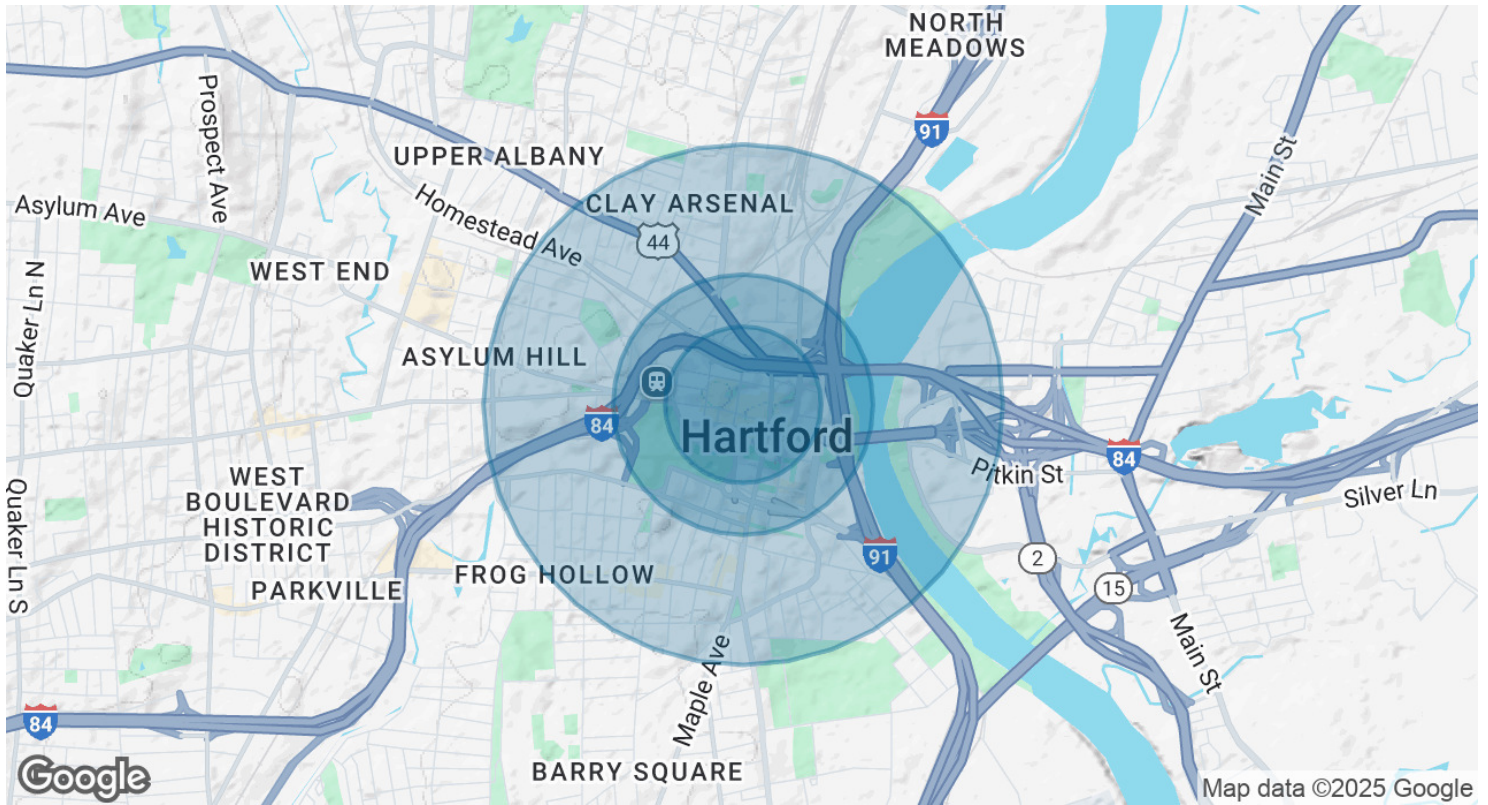 NORTH
MEADOWS
91
Prospect Ave
Main St
UPPER ALBANY
CLAY ARSENAL
Asylum Ave
Homestead Ave
44
WEST END
Quaker Ln N
ASYLUM HILL
84
Hartford
84
Pitkin St
WEST
BOULEVARD
HISTORIC
DISTRICT
Quaker Ln S
Silver Ln
91
2
FROG HOLLOW
15
PARKVILLE
Maple Ave
Main St
84
BARRY SQUARE
Google
Map data ©2025 Google